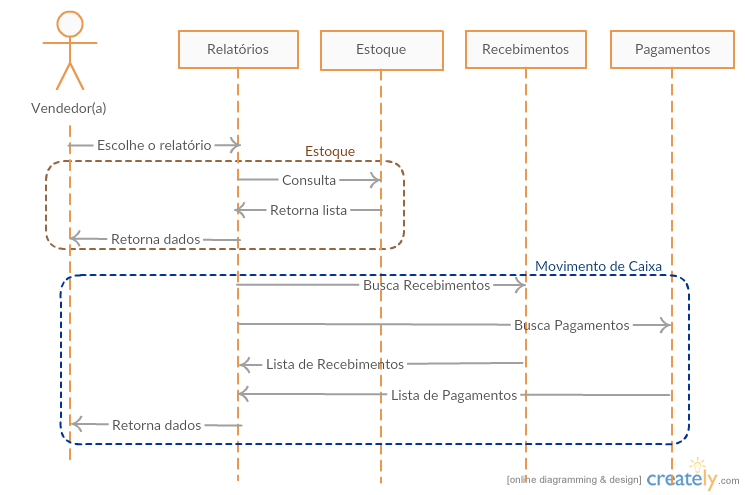 Relatórios
Estoque
Recebimentos
Pagamentos
Vendedor(a)
Escolhe o relatório
Estoque
Consulta
Retorna lista
Retorna dados
Movimento de Caixa
Busca Recebimentos
Busca Pagamentos
Lista de Recebimentos
Lista de Pagamentos
Retorna dados
[online diagramming & design] creately.com